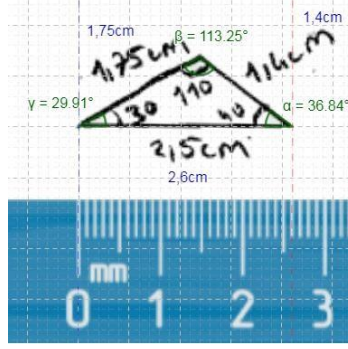 1,75cm
1,4cm
β = 113.25°
1,75cm
1,4cm
γ = 29.91°
30
110
40
α = 36.84°
2,5cm
2,6cm
mm
0 1 2 3